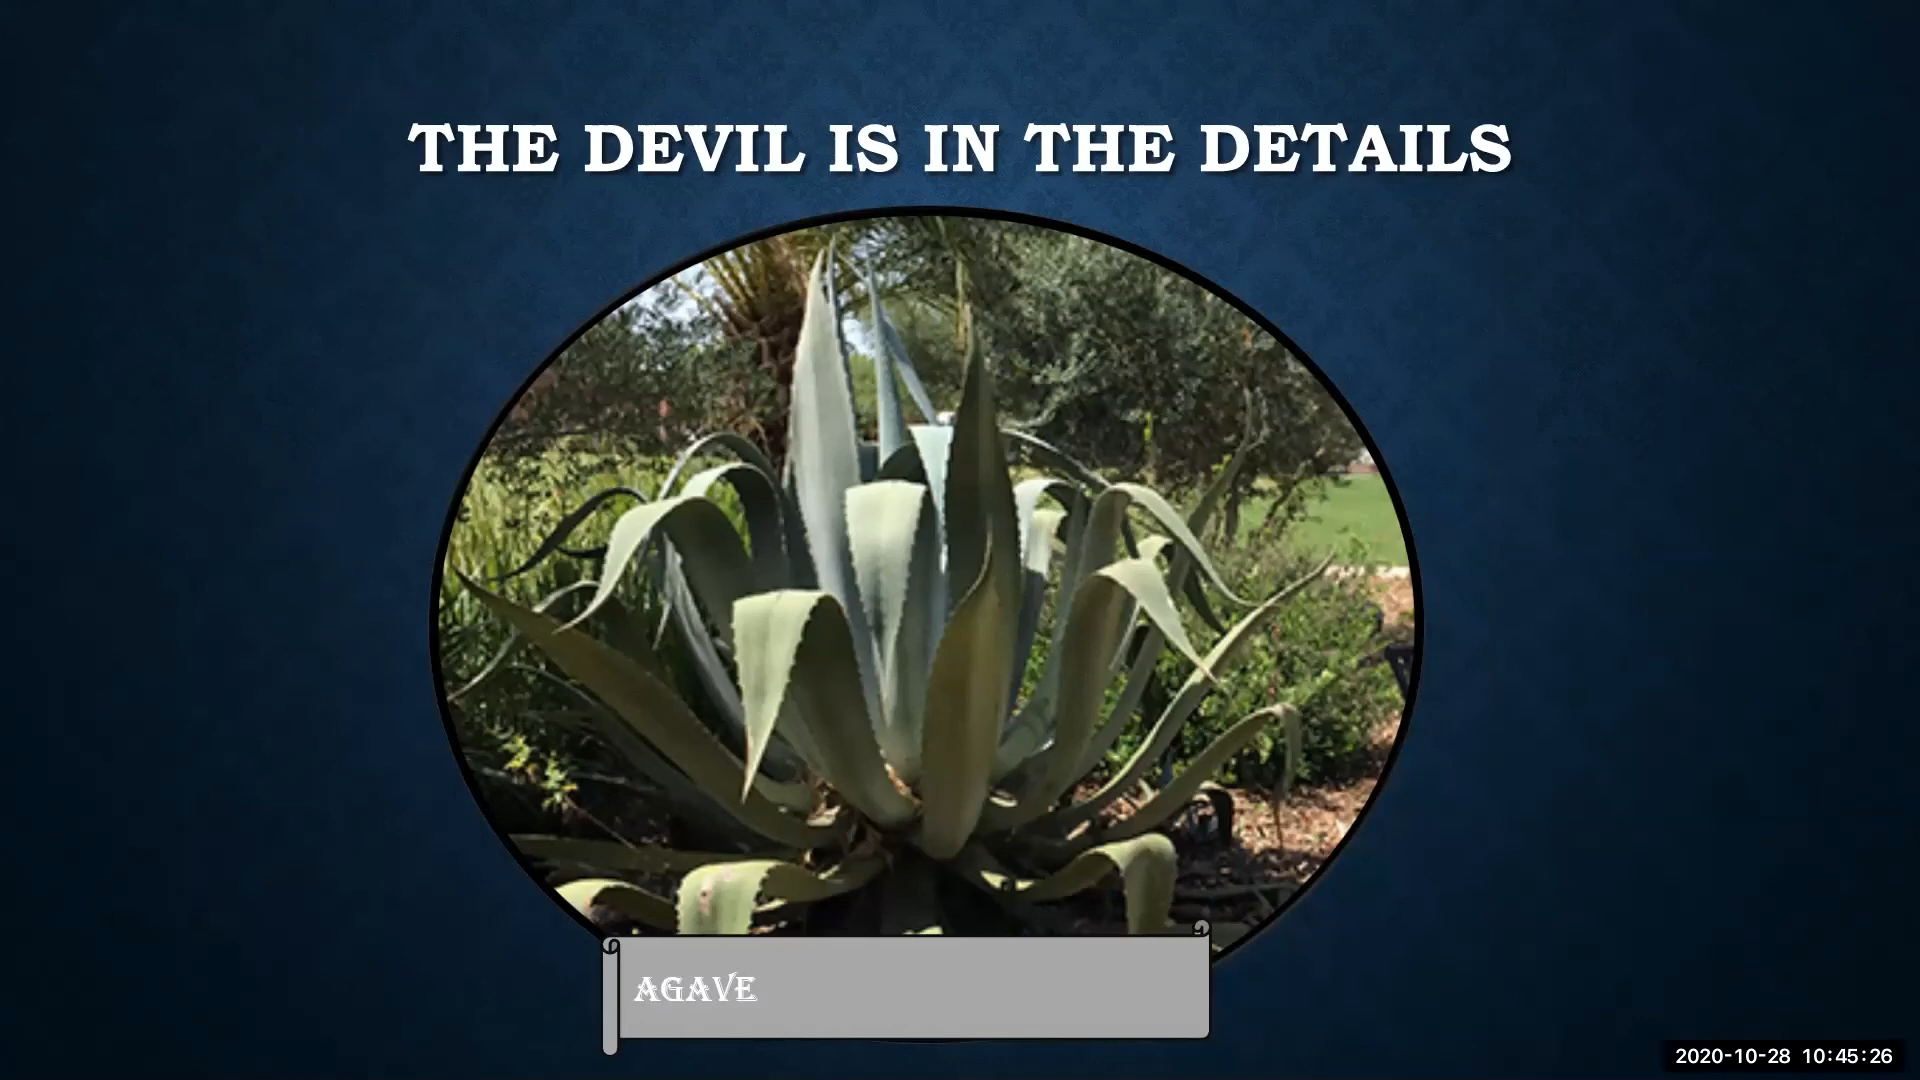 THE DEVIL IS IN THE DETAILS
AGAVE
2020-10-28 10:45:26